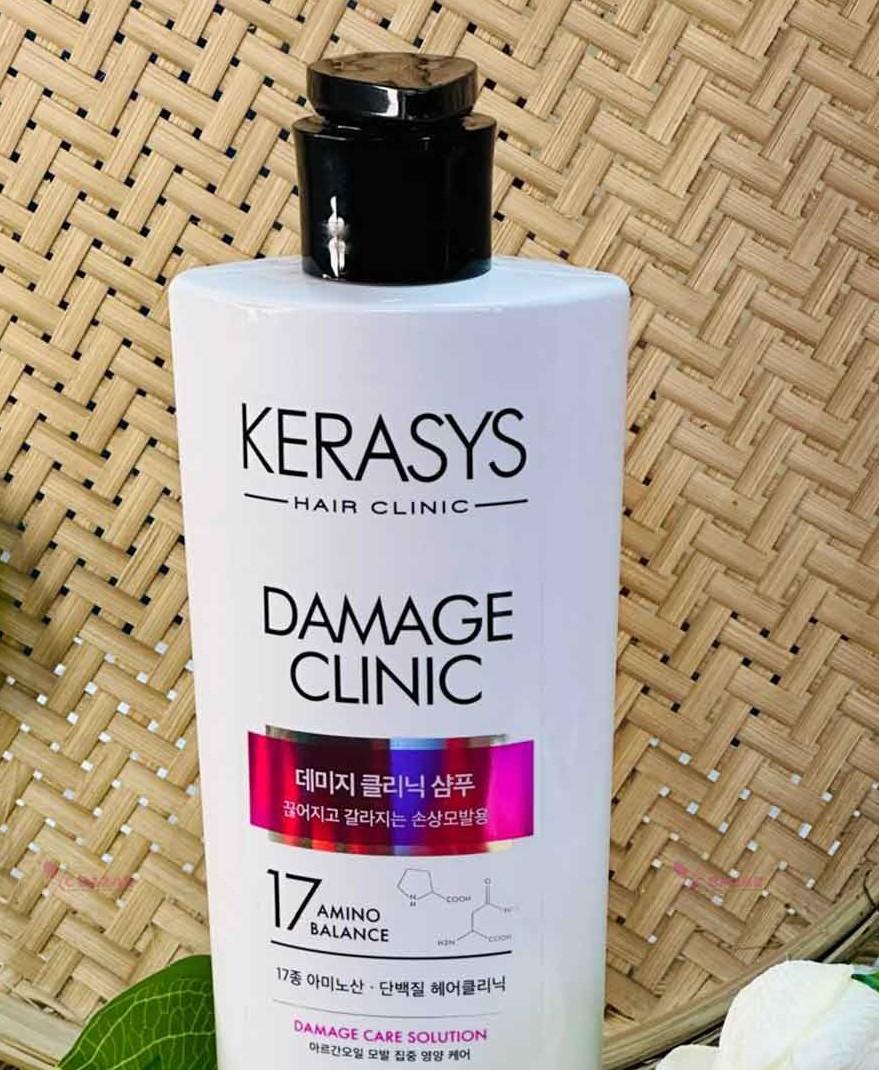 KERASYS
HAIR CLINIC
DAMAGE
CLINIC
데미지 클리닉 샴푸
끊어지고 갈라지는 손상모발용
17 AMINO
BALANCE
N
H
COOH
O
H2N
COOH
17종 아미노산 · 단백질 헤어클리닉
DAMAGE CARE SOLUTION
아르간오일 모발 집중 영양 케어